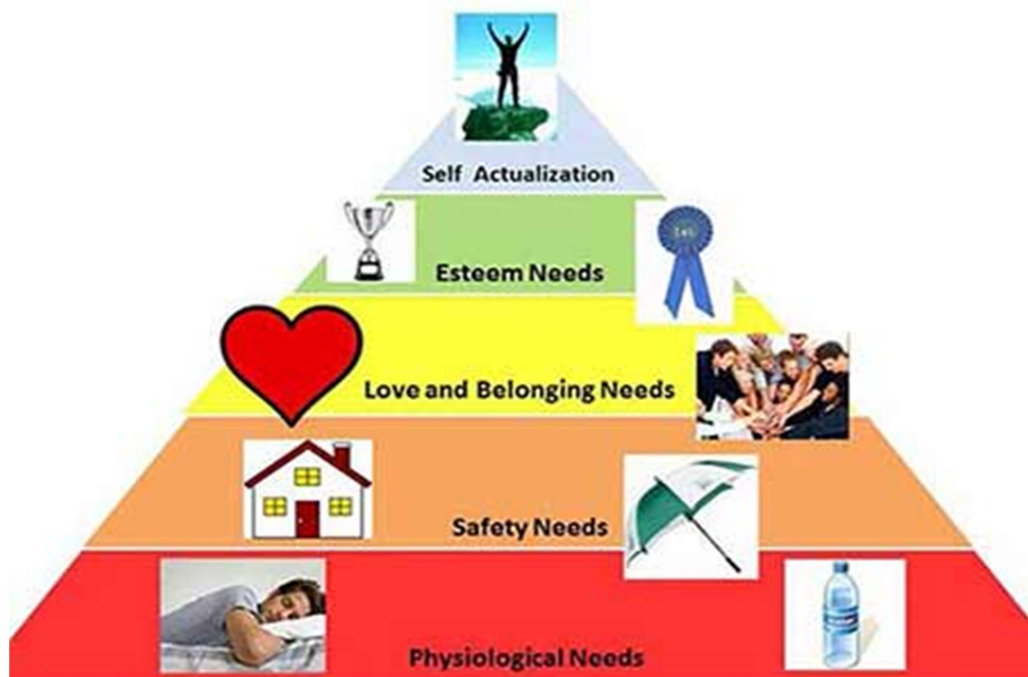 Self Actualization
Esteem Needs
Love and Belonging Needs
Safety Needs
Physiological Needs